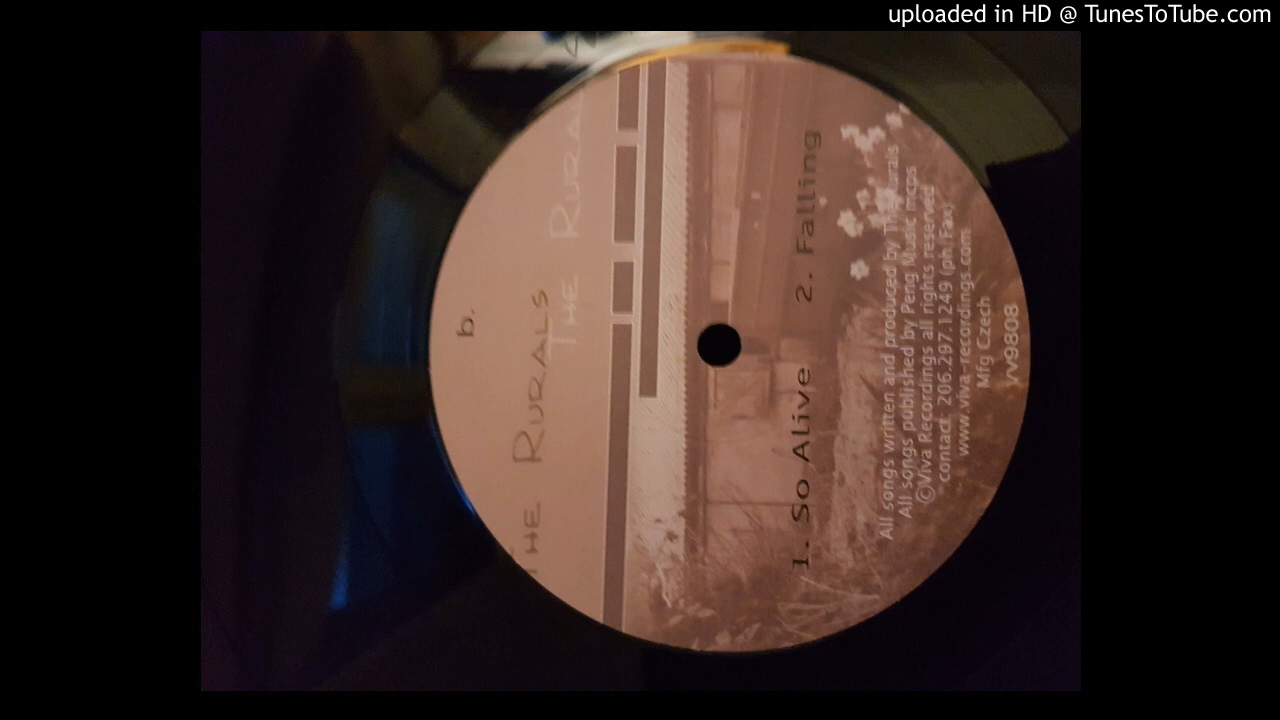 uploaded in HD @ TunesToTube.com
b.
THE RURALS
THE RURA
1. So Alive 2. Falling
All songs written and produced by The Rurals
All songs published by Peng Music mcps
©Viva Recordings all rights reserved
contact: 206.297.1249 (ph/Fax)
www.viva-recordings.com
Mfg Czech
vv9808